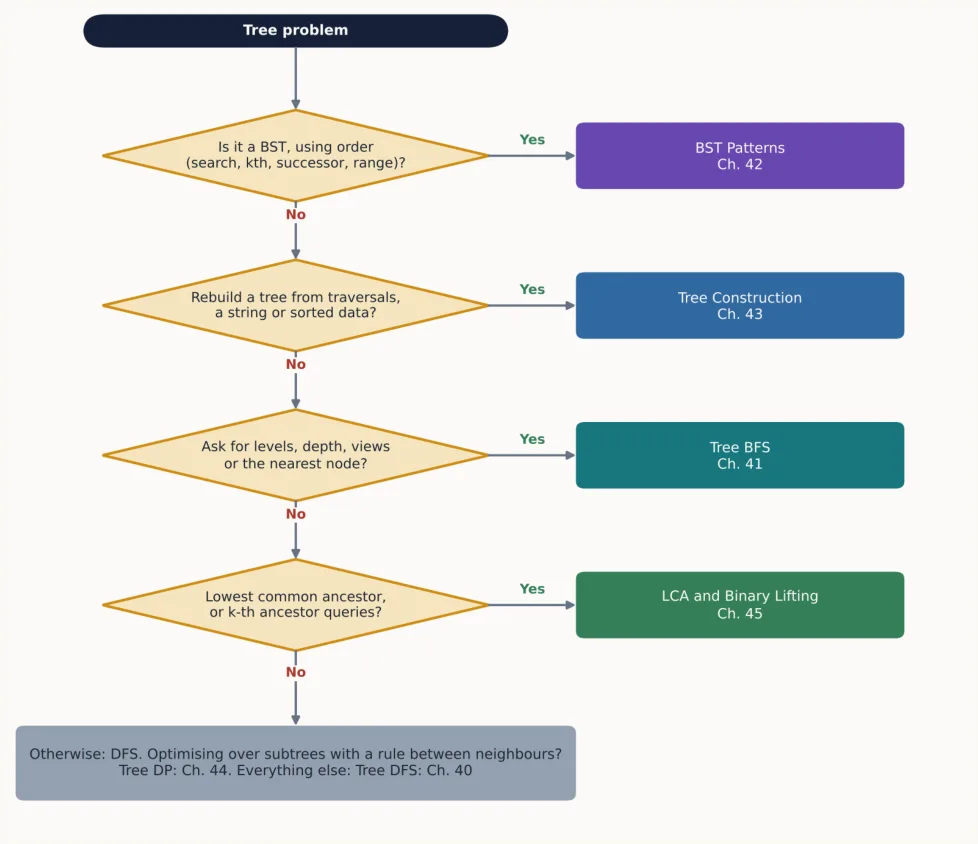 Tree problem
Is it a BST, using order
(search, kth, successor, range)?
Yes
BST Patterns
Ch. 42
No
Rebuild a tree from traversals,
a string or sorted data?
Yes
Tree Construction
Ch. 43
No
Ask for levels, depth, views
or the nearest node?
Yes
Tree BFS
Ch. 41
No
Lowest common ancestor,
or k-th ancestor queries?
Yes
LCA and Binary Lifting
Ch. 45
No
Otherwise: DFS. Optimising over subtrees with a rule between neighbours?
Tree DP: Ch. 44. Everything else: Tree DFS: Ch. 40